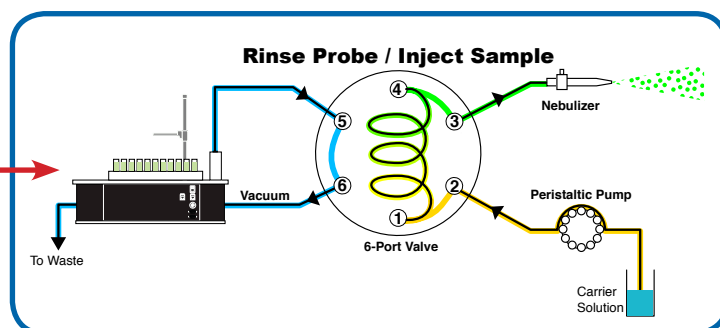 Rinse Probe / Inject Sample
4
5
3
Nebulizer
6
2
Vacuum
Peristaltic Pump
1
6-Port Valve
To Waste
Carrier
Solution